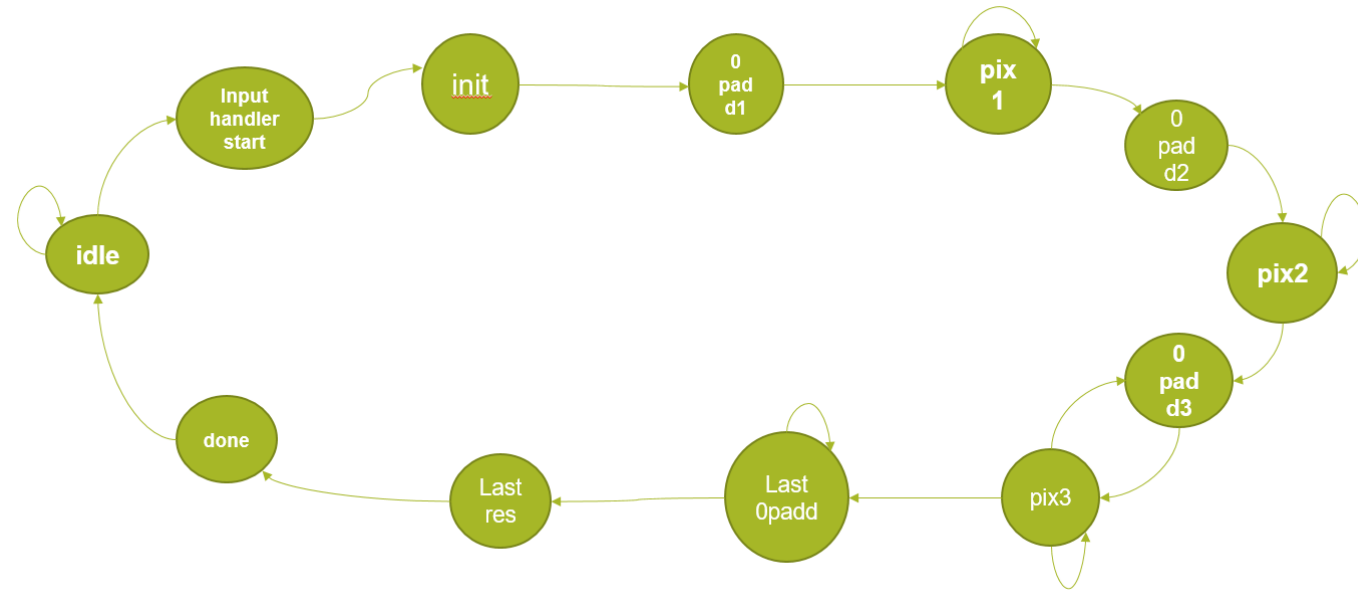 Input
handler
start
init
0
pad
d1
pix
1
0
pad
d2
pix2
0
pad
d3
pix3
Last
0padd
Last
res
done
idle